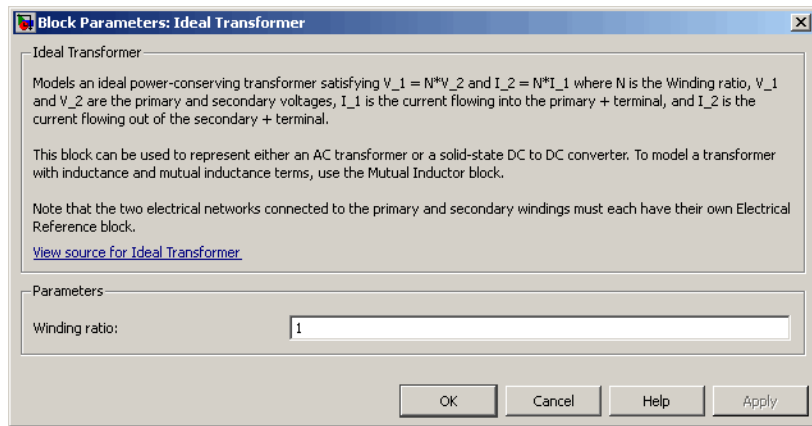 Block Parameters: Ideal Transformer
Ideal Transformer
Models an ideal power-conserving transformer satisfying V_1 = N*V_2 and I_2 = N*I_1 where N is the Winding ratio, V_1
and V_2 are the primary and secondary voltages, I_1 is the current flowing into the primary + terminal, and I_2 is the
current flowing out of the secondary + terminal.
This block can be used to represent either an AC transformer or a solid-state DC to DC converter. To model a transformer
with inductance and mutual inductance terms, use the Mutual Inductor block.
Note that the two electrical networks connected to the primary and secondary windings must each have their own Electrical
Reference block.
View source for Ideal Transformer
Parameters
Winding ratio: 1
OK Cancel Help Apply